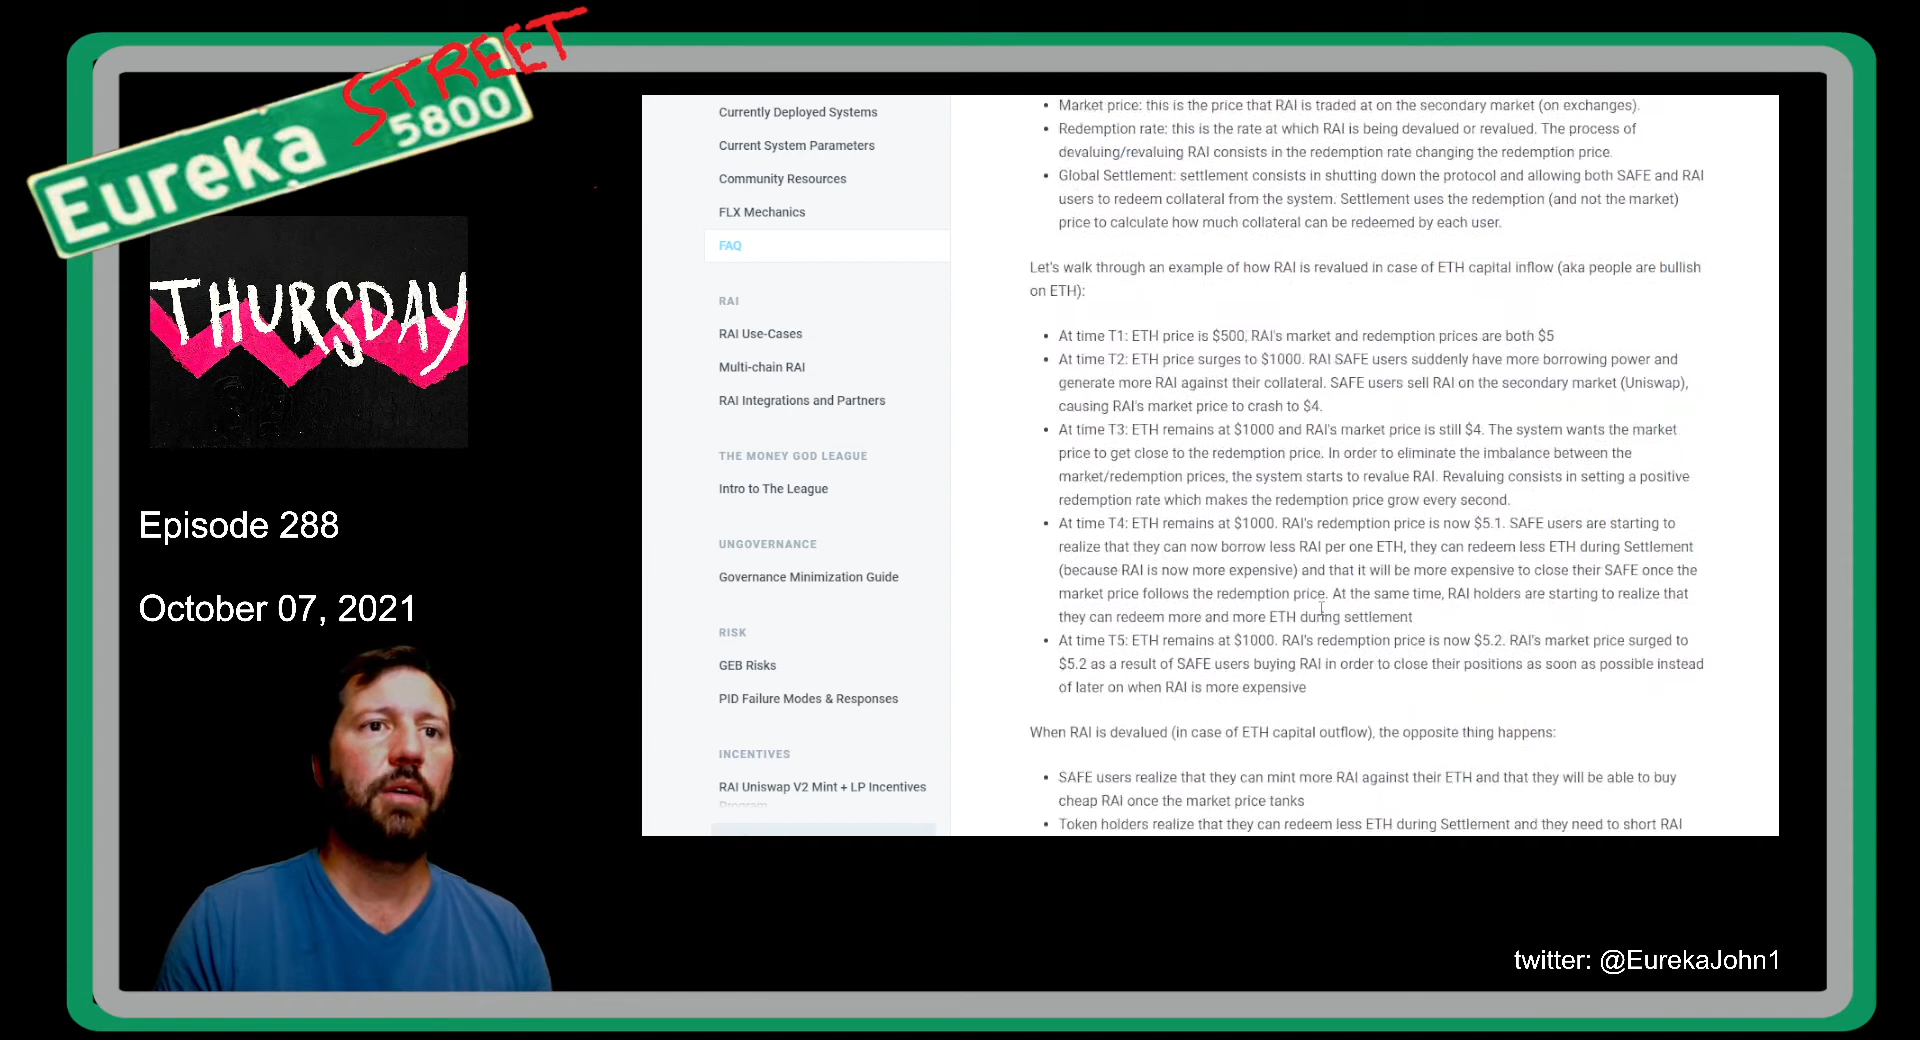 Eureka STREET
5800
THURSDAY
Episode 288
October 07, 2021
Currently Deployed Systems
Current System Parameters
Community Resources
FLX Mechanics
FAQ
RAI
RAI Use-Cases
Multi-chain RAI
RAI Integrations and Partners
THE MONEY GOD LEAGUE
Intro to The League
UNGOVERNANCE
Governance Minimization Guide
RISK
GEB Risks
PID Failure Modes & Responses
INCENTIVES
RAI Uniswap V2 Mint + LP Incentives
Program
• Market price: this is the price that RAI is traded at on the secondary market (on exchanges).
• Redemption rate: this is the rate at which RAI is being devalued or revalued. The process of
devaluing/revaluing RAI consists in the redemption rate changing the redemption price.
• Global Settlement: settlement consists in shutting down the protocol and allowing both SAFE and RAI
users to redeem collateral from the system. Settlement uses the redemption (and not the market)
price to calculate how much collateral can be redeemed by each user.
Let's walk through an example of how RAI is revalued in case of ETH capital inflow (aka people are bullish
on ETH):
• At time T1: ETH price is $500, RAI's market and redemption prices are both $5
• At time T2: ETH price surges to $1000. RAI SAFE users suddenly have more borrowing power and
generate more RAI against their collateral. SAFE users sell RAI on the secondary market (Uniswap),
causing RAI's market price to crash to $4.
• At time T3: ETH remains at $1000 and RAI's market price is still $4. The system wants the market
price to get close to the redemption price. In order to eliminate the imbalance between the
market/redemption prices, the system starts to revalue RAI. Revaluing consists in setting a positive
redemption rate which makes the redemption price grow every second.
• At time T4: ETH remains at $1000. RAI's redemption price is now $5.1. SAFE users are starting to
realize that they can now borrow less RAI per one ETH, they can redeem less ETH during Settlement
(because RAI is now more expensive) and that it will be more expensive to close their SAFE once the
market price follows the redemption price. At the same time, RAI holders are starting to realize that
they can redeem more and more ETH during settlement
• At time T5: ETH remains at $1000. RAI's redemption price is now $5.2. RAI's market price surged to
$5.2 as a result of SAFE users buying RAI in order to close their positions as soon as possible instead
of later on when RAI is more expensive
When RAI is devalued (in case of ETH capital outflow), the opposite thing happens:
• SAFE users realize that they can mint more RAI against their ETH and that they will be able to buy
cheap RAI once the market price tanks
• Token holders realize that they can redeem less ETH during Settlement and they need to short RAI
twitter: @EurekaJohn1